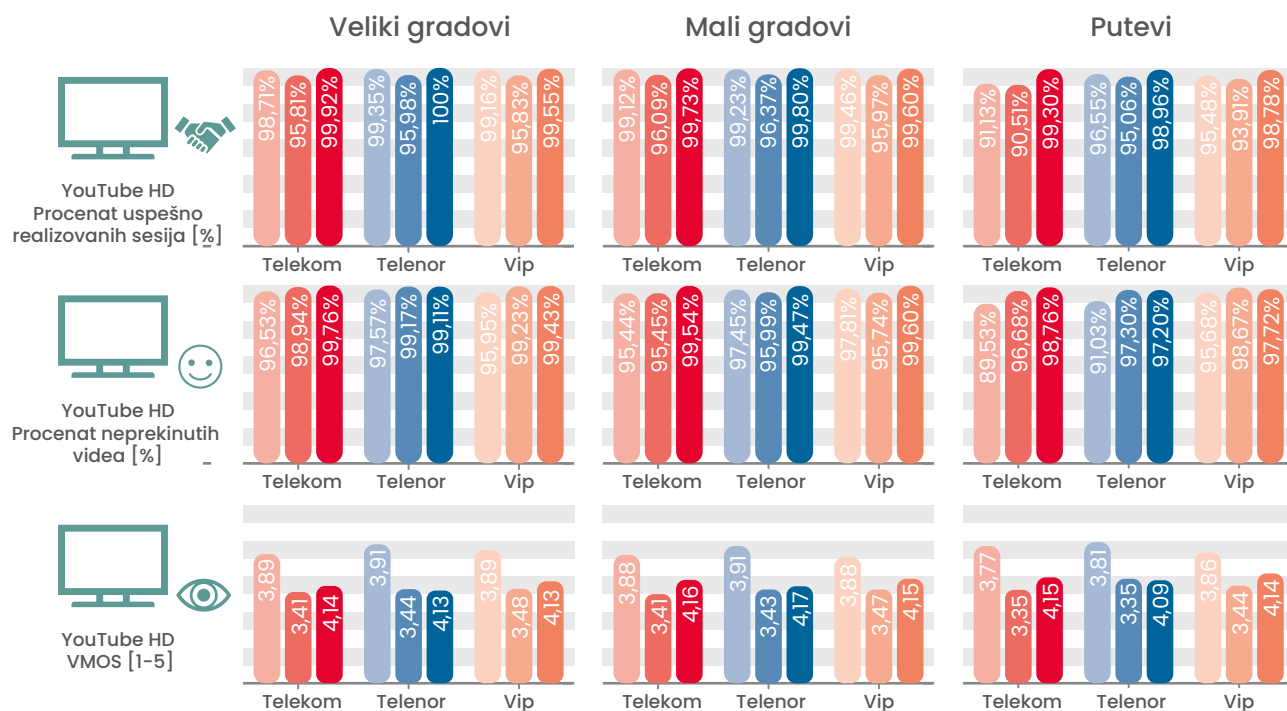 Veliki gradovi
Mali gradovi
Putevi
YouTube HD
Procenat uspešno
realizovanih sesija [%]
98,71%
95,81%
99,92%
99,35%
95,98%
100%
99,16%
95,83%
99,55%
Telekom
Telenor
Vip
99,12%
96,09%
99,73%
99,23%
96,37%
99,80%
99,46%
95,97%
99,60%
Telekom
Telenor
Vip
91,13%
90,51%
99,30%
96,55%
95,06%
98,96%
95,48%
93,91%
98,78%
Telekom
Telenor
Vip
YouTube HD
Procenat neprekinutih
videa [%]
96,53%
98,94%
99,76%
97,57%
99,17%
99,11%
95,95%
99,23%
99,43%
Telekom
Telenor
Vip
95,44%
95,45%
99,54%
97,45%
95,99%
99,47%
97,81%
95,74%
99,60%
Telekom
Telenor
Vip
89,53%
96,68%
98,76%
91,03%
97,30%
97,20%
95,68%
98,67%
97,72%
Telekom
Telenor
Vip
YouTube HD
VMOS [1-5]
3,89
3,41
4,14
3,91
3,44
4,13
3,89
3,48
4,13
Telekom
Telenor
Vip
3,88
3,41
4,16
3,91
3,43
4,17
3,88
3,47
4,15
Telekom
Telenor
Vip
3,77
3,35
4,15
3,81
3,35
4,09
3,86
3,44
4,14
Telekom
Telenor
Vip